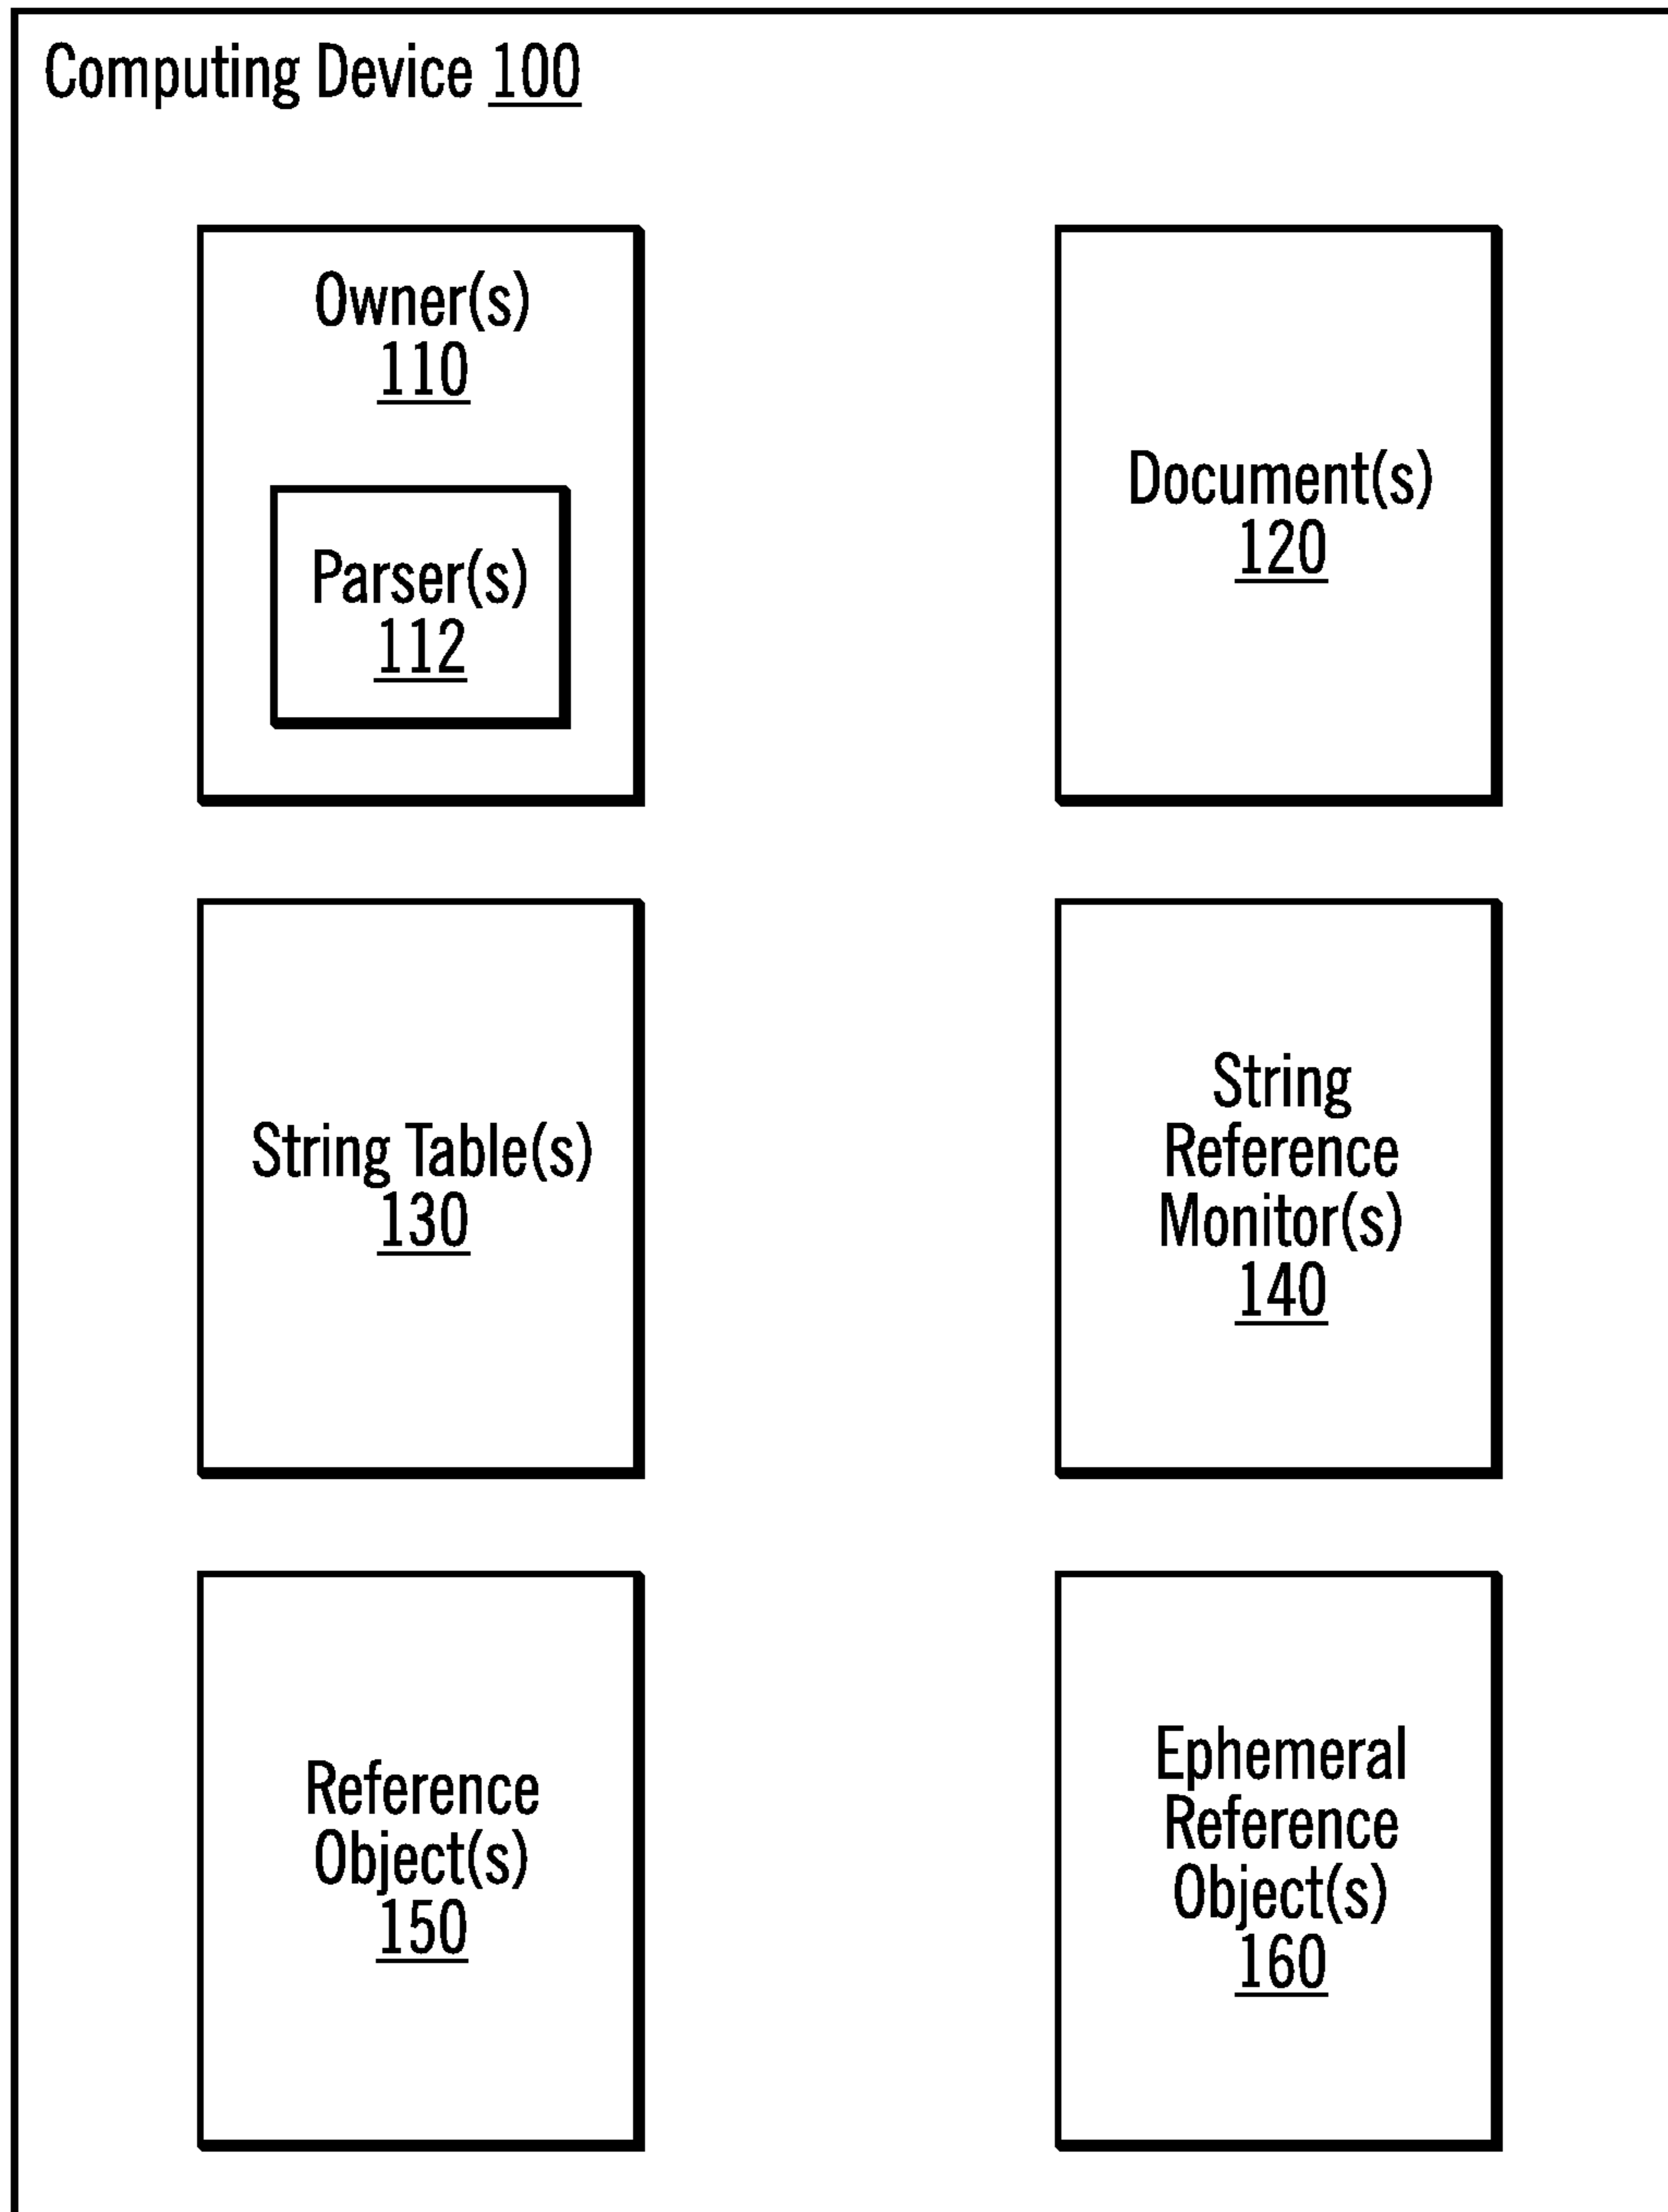 Computing Device 100
Owner(s)
110
Parser(s)
112
Document(s)
120
String Table(s)
130
String
Reference
Monitor(s)
140
Reference
Object(s)
150
Ephemeral
Reference
Object(s)
160